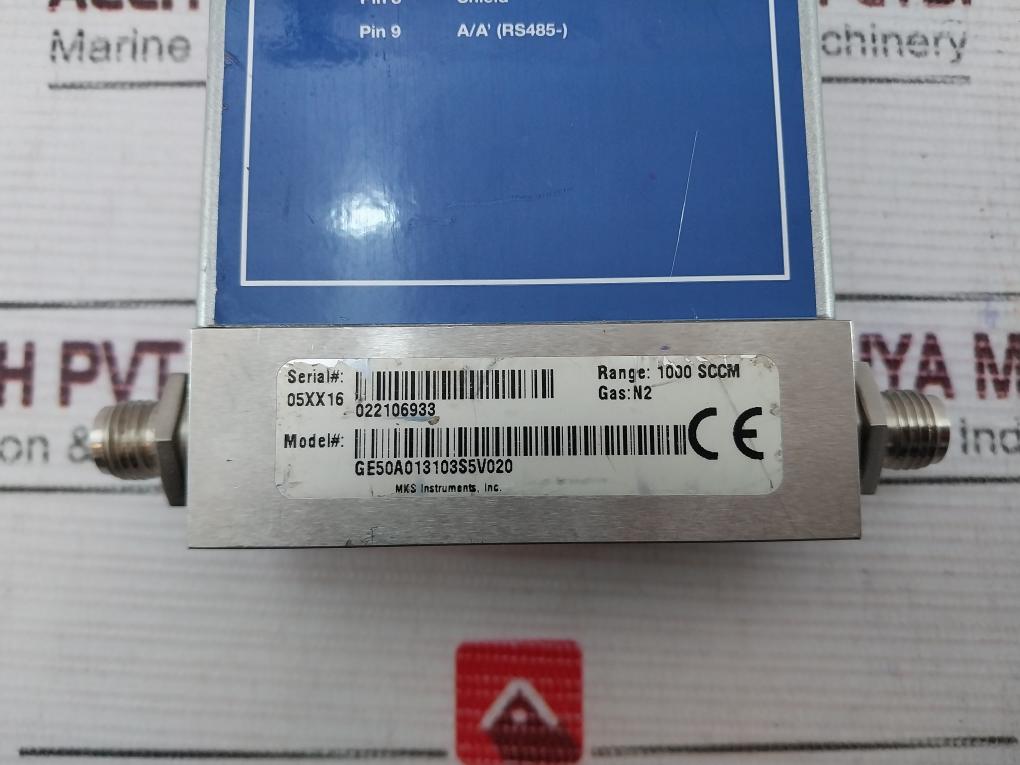 Pin 9 A/A' (RS485-)
Marine chinery
Serial#: Range: 1000 SCCM
05XX16 022106933 Gas:N2
H PVT HYA M
on & Ind
Model#: CE
GE50A013103S5V020
MKS Instruments, Inc.